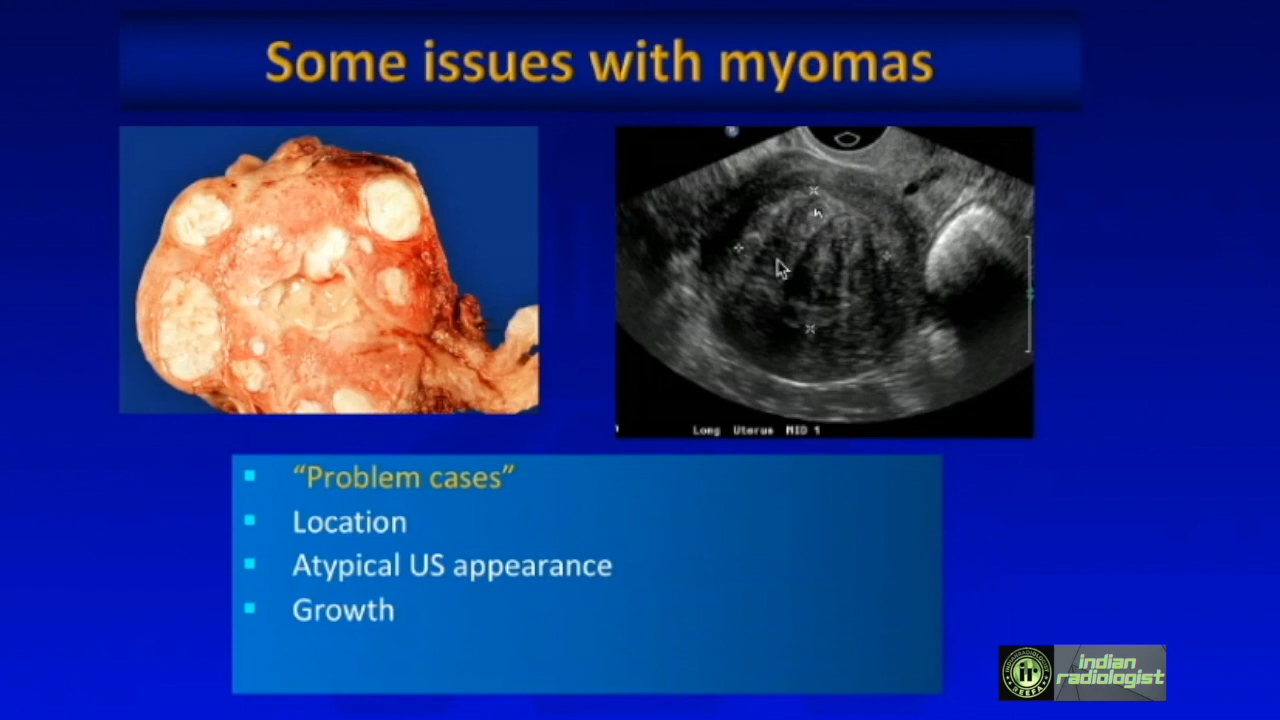 Some issues with myomas
Long Uterus MID 1
“Problem cases”
Location
Atypical US appearance
Growth
indian
radiologist